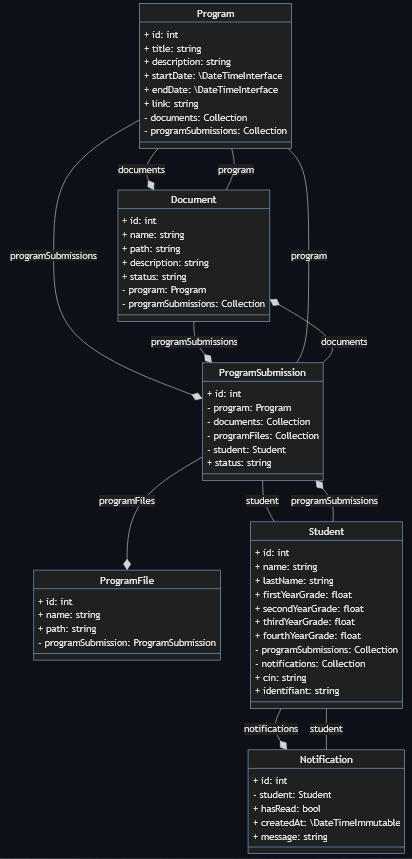 Program
+ id: int
+ title: string
+ description: string
+ startDate: \DateTimeInterface
+ endDate: \DateTimeInterface
+ link: string
- documents: Collection
- programSubmissions: Collection
documents
program
Document
+ id: int
+ name: string
+ path: string
+ description: string
+ status: string
- program: Program
- programSubmissions: Collection
programSubmissions
program
programSubmissions
documents
ProgramSubmission
+ id: int
- program: Program
- documents: Collection
- programFiles: Collection
- student: Student
+ status: string
programFiles
student
programSubmissions
Student
+ id: int
+ name: string
+ lastName: string
+ firstYearGrade: float
+ secondYearGrade: float
+ thirdYearGrade: float
+ fourthYearGrade: float
- programSubmissions: Collection
- notifications: Collection
+ cin: string
+ identifiant: string
ProgramFile
+ id: int
+ name: string
+ path: string
- programSubmission: ProgramSubmission
notifications
student
Notification
+ id: int
- student: Student
+ hasRead: bool
+ createdAt: \DateTimeImmutable
+ message: string